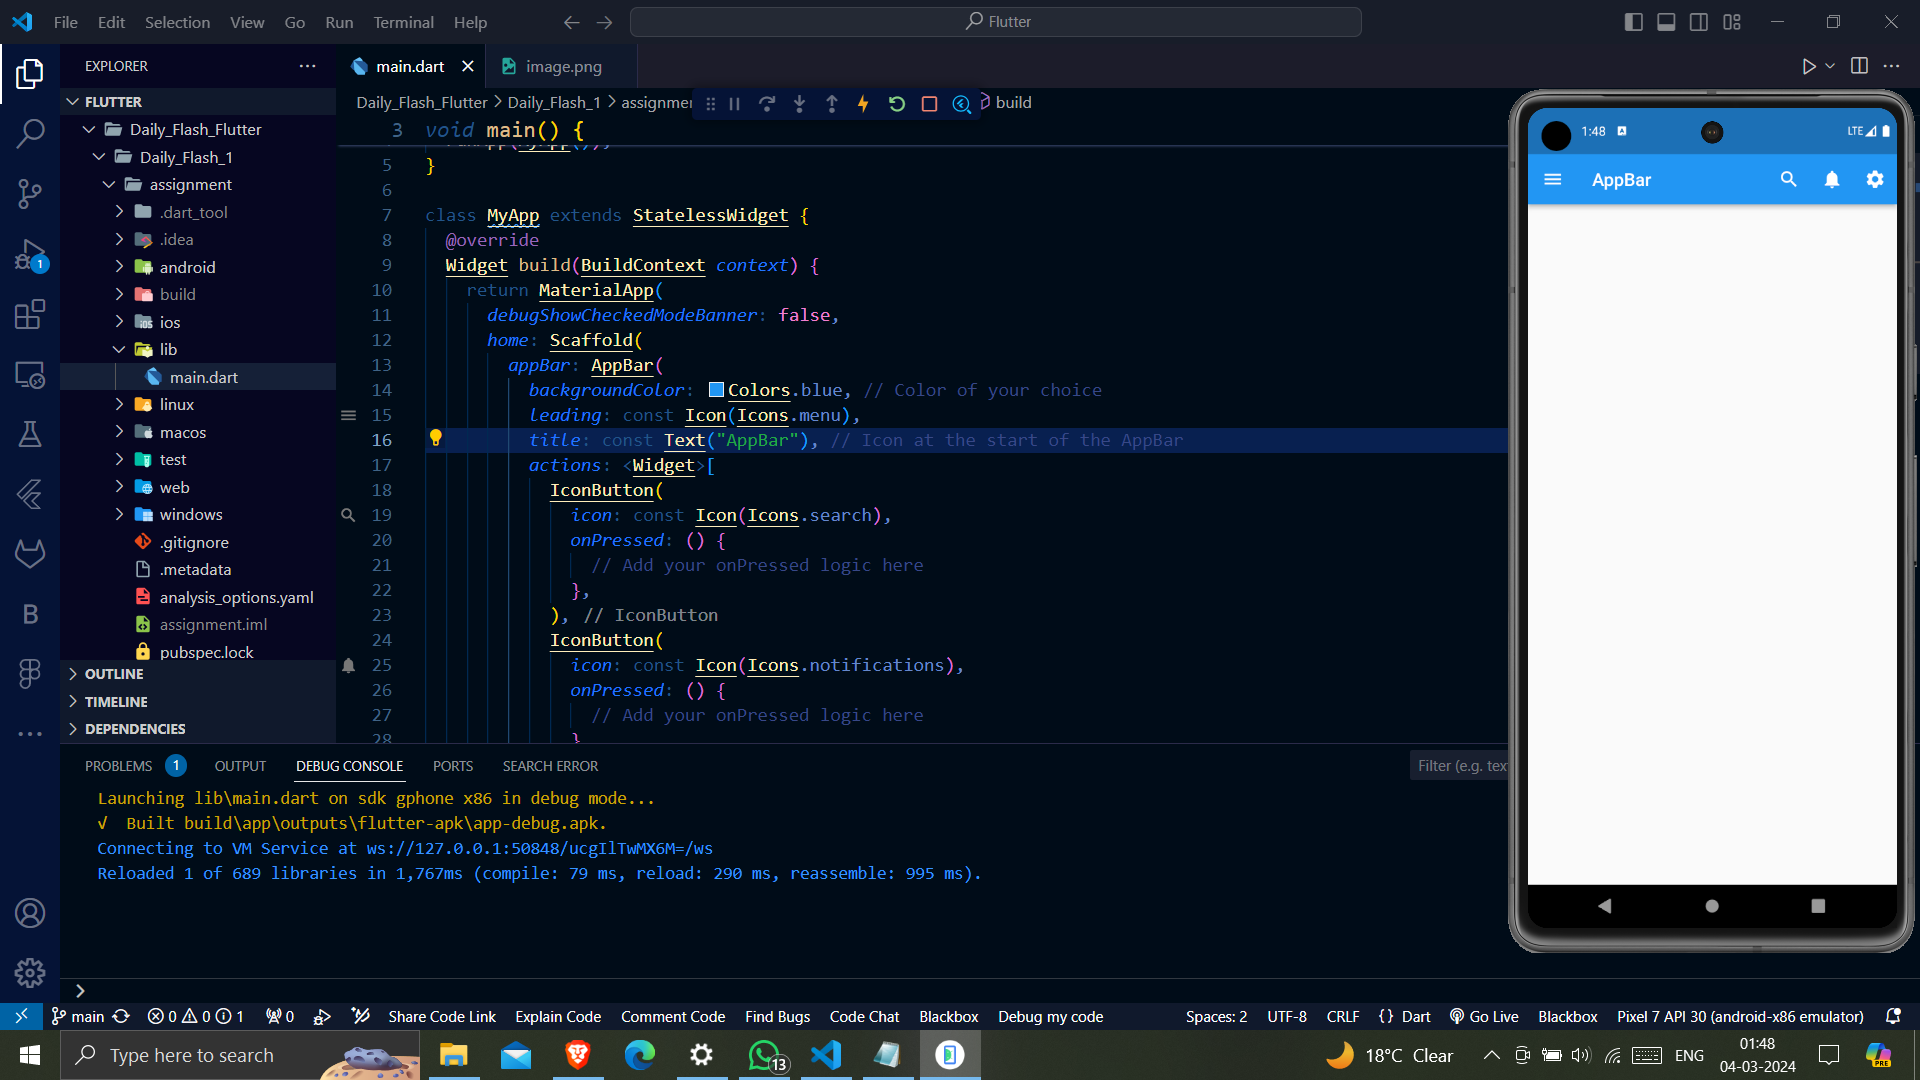 File Edit Selection View Go Run Terminal Help
Flutter
EXPLORER
FLUTTER
Daily_Flash_Flutter
Daily_Flash_1
assignment
.dart_tool
.idea
android
build
ios
lib
main.dart
linux
macos
test
web
windows
.gitignore
.metadata
analysis_options.yaml
assignment.iml
pubspec.lock
OUTLINE
TIMELINE
DEPENDENCIES
1
main.dart
image.png
Daily_Flash_Flutter > Daily_Flash_1 > build
3 void main() {
5 }
6
7 class MyApp extends StatelessWidget {
8 @override
9 Widget build(BuildContext context) {
10 return MaterialApp(
11 debugShowCheckedModeBanner: false,
12 home: Scaffold(
13 appBar: AppBar(
14 backgroundColor: Colors.blue, // Color of your choice
15 leading: const Icon(Icons.menu),
16 title: const Text("AppBar"), // Icon at the start of the AppBar
17 actions: <Widget>[
18 IconButton(
19 icon: const Icon(Icons.search),
20 onPressed: () {
21 // Add your onPressed logic here
22 },
23 ), // IconButton
24 IconButton(
25 icon: const Icon(Icons.notifications),
26 onPressed: () {
27 // Add your onPressed logic here
28 }
1:48 LTE
AppBar
PROBLEMS 1 OUTPUT DEBUG CONSOLE PORTS SEARCH ERROR
Filter (e.g.
Launching lib\main.dart on sdk gphone x86 in debug mode...
√ Built build\app\outputs\flutter-apk\app-debug.apk.
Connecting to VM Service at ws://127.0.0.1:50848/ucgIlTwMX6M=/ws
Reloaded 1 of 689 libraries in 1,767ms (compile: 79 ms, reload: 290 ms, reassemble: 995 ms).
main 0 0 1 0 Share Code Link Explain Code Comment Code Find Bugs Code Chat Blackbox Debug my code Spaces: 2 UTF-8 CRLF {} Dart Go Live Blackbox Pixel 7 API 30 (android-x86 emulator)
Type here to search
13
18°C Clear
ENG
01:48
04-03-2024
PRE